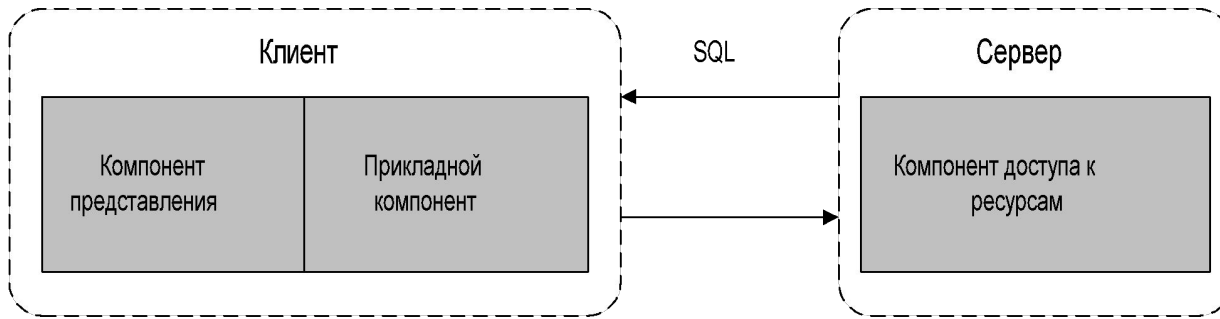 Клиент
SQL
Сервер
Компонент
представления
Прикладной
компонент
Компонент доступа к
ресурсам